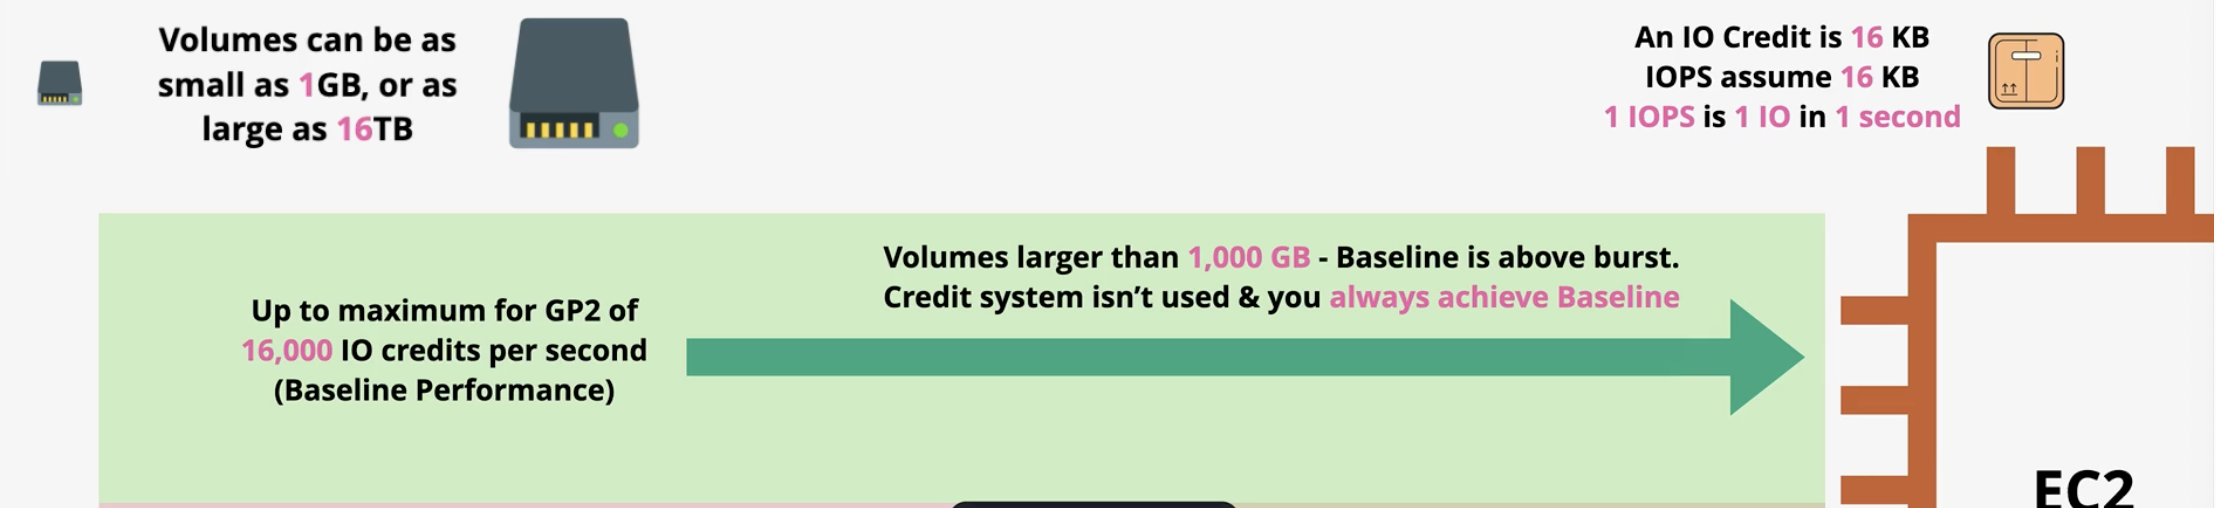 Volumes can be as
small as 1GB, or as
large as 16TB
An IO Credit is 16 KB
IOPS assume 16 KB
1 IOPS is 1 IO in 1 second
Volumes larger than 1,000 GB - Baseline is above burst.
Credit system isn’t used & you always achieve Baseline
Up to maximum for GP2 of
16,000 IO credits per second
(Baseline Performance)
EC2